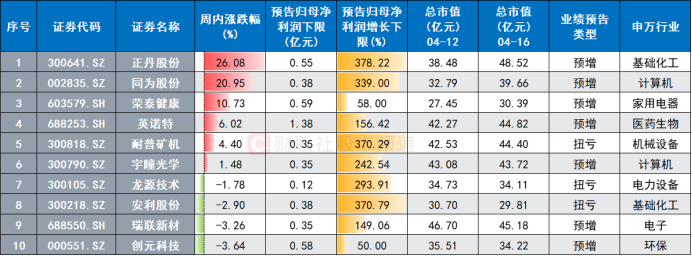 序号 证券代码 证券名称 周内涨跌幅(%) 预告归母净利润下限(亿元) 预告归母净利润增长下限(%) 总市值(亿元)04-12 总市值(亿元)04-16 业绩预告类型 申万行业
1 300641.SZ 正丹股份 26.08 0.55 378.22 38.48 48.52 预增 基础化工
2 002835.SZ 同为股份 20.95 0.38 339.00 32.79 39.66 预增 计算机
3 603579.SH 荣泰健康 10.73 0.59 58.00 27.45 30.39 预增 家用电器
4 688253.SH 英诺特 6.02 1.38 156.42 42.27 44.82 预增 医药生物
5 300818.SZ 耐普矿机 4.40 0.35 370.29 42.53 44.40 扭亏 机械设备
6 300790.SZ 宇瞳光学 1.48 0.35 242.54 43.08 43.72 预增 计算机
7 300105.SZ 龙源技术 -1.78 0.12 293.91 34.73 34.11 扭亏 电力设备
8 300218.SZ 安利股份 -2.90 0.38 370.79 30.70 29.81 扭亏 基础化工
9 688550.SH 瑞联新材 -3.26 0.35 149.06 46.70 45.18 预增 电子
10 000551.SZ 创元科技 -3.64 0.58 50.00 35.51 34.22 预增 环保